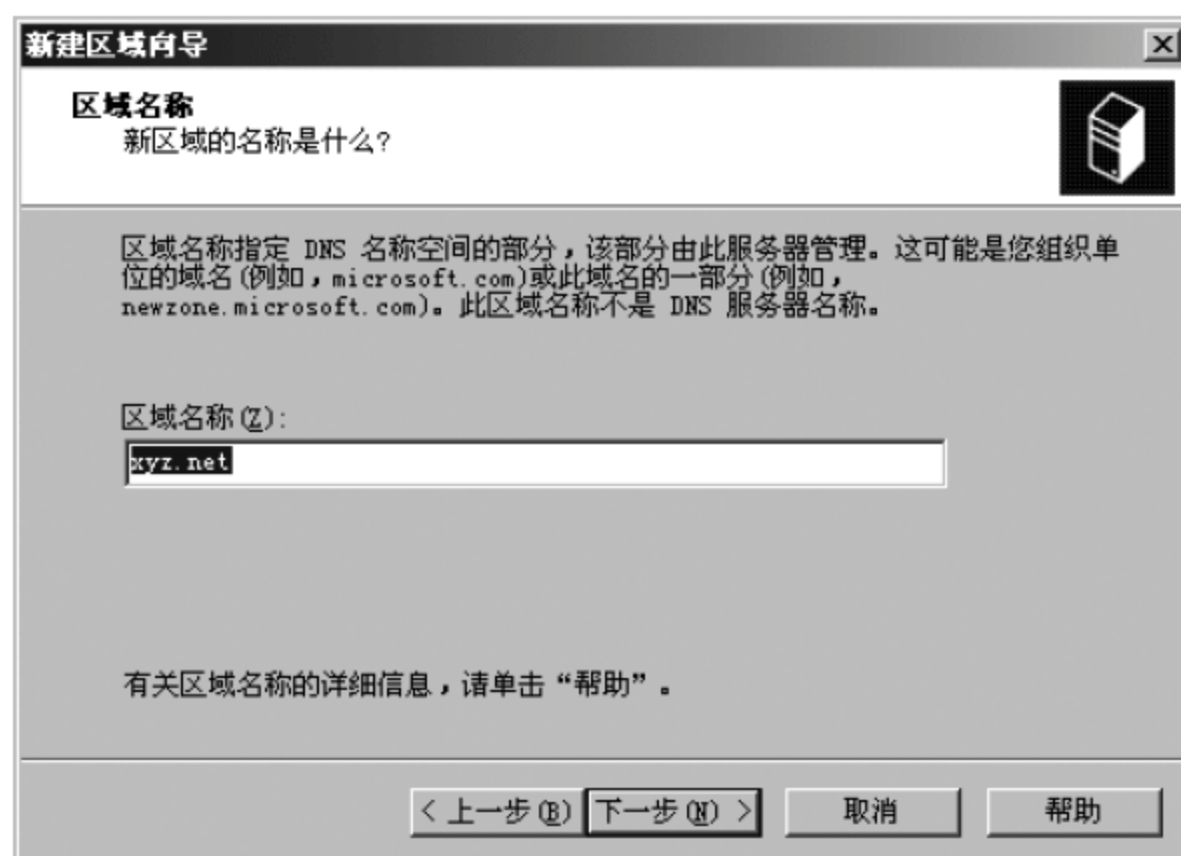 新建区域向导
区域名称
新区域的名称是什么?
区域名称指定 DNS 名称空间的部分，该部分由此服务器管理。这可能是您组织单
位的域名(例如，microsoft.com)或此域名的一部分(例如，
newzone.microsoft.com)。此区域名称不是 DNS 服务器名称。
区域名称(Z):
xyz.net
有关区域名称的详细信息，请单击“帮助”。
< 上一步(B) 下一步(N) > 取消 帮助